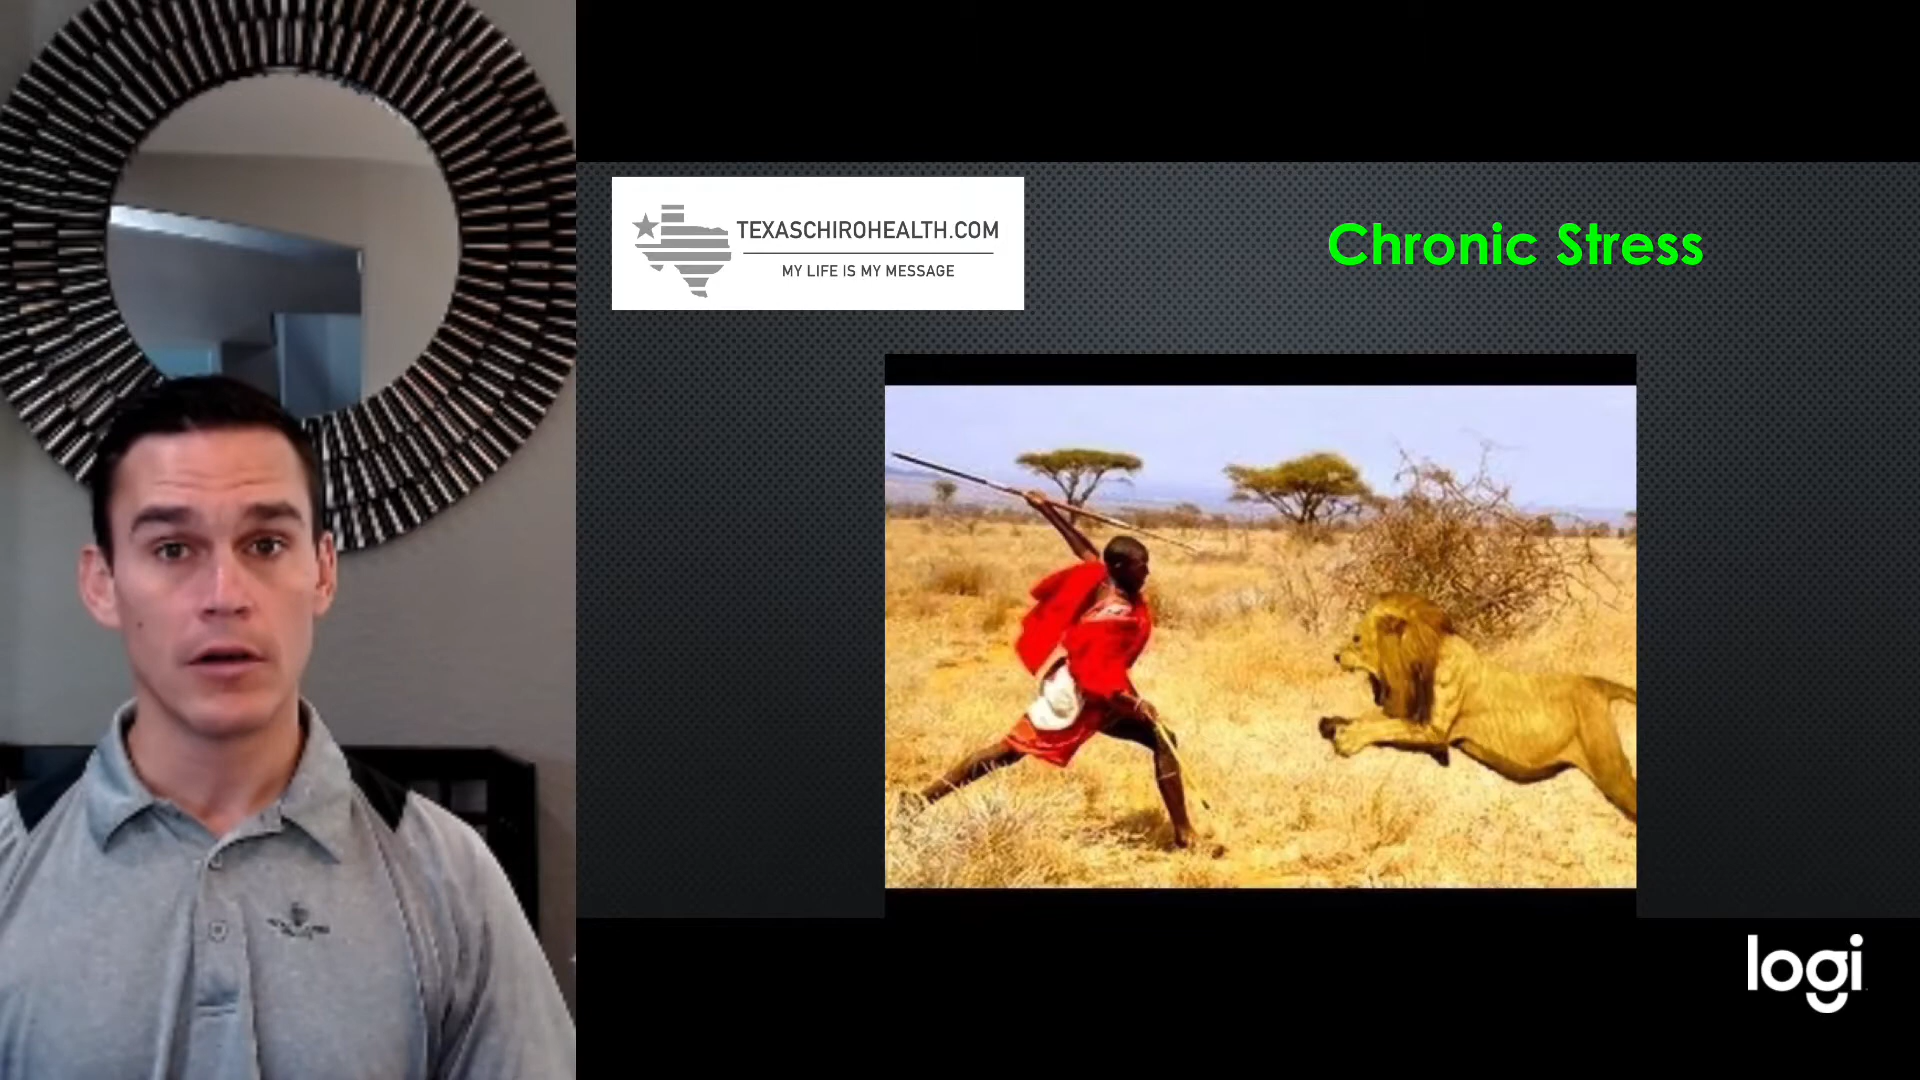 TEXASCHIROHEALTH.COM
MY LIFE IS MY MESSAGE
Chronic Stress
logi